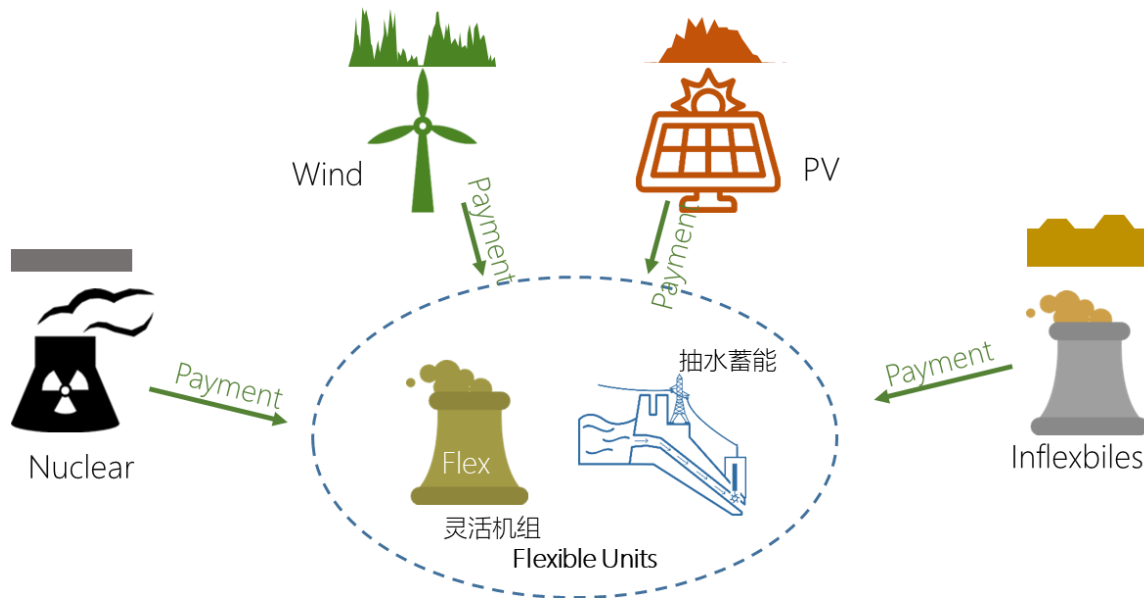 Wind
PV
Payment
Payment
Payment
Payment
抽水蓄能
Nuclear
Flex
Inflexbiles
灵活机组
Flexible Units